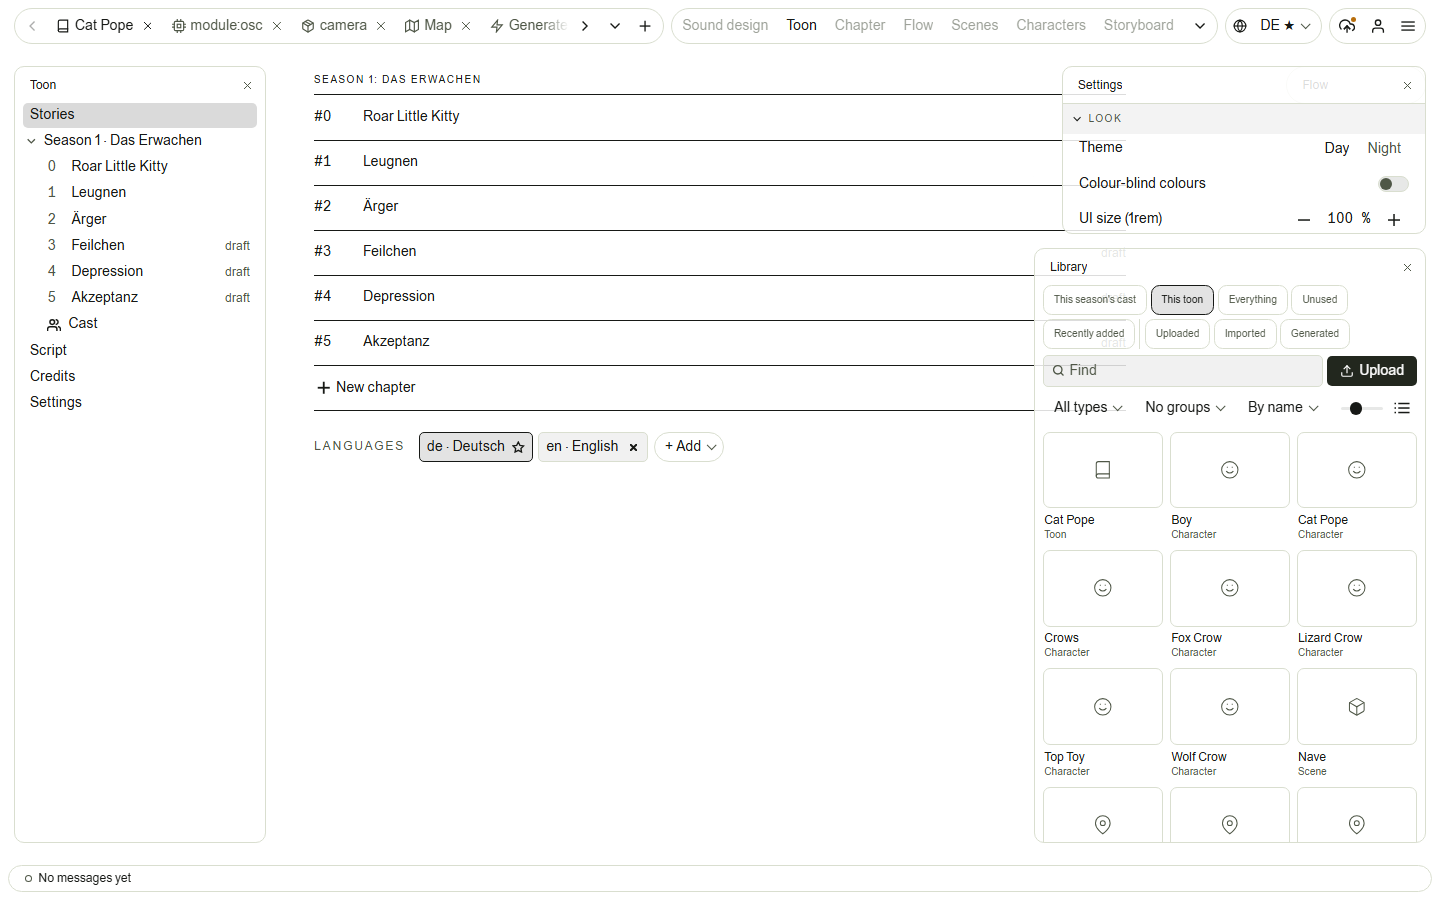 Cat Pope
module:osc
camera
Map
Generate
Sound design
Toon
Chapter
Flow
Scenes
Characters
Storyboard
DE ★
Toon
Stories
Season 1 · Das Erwachen
0 Roar Little Kitty
1 Leugnen
2 Ärger
3 Feilchen draft
4 Depression draft
5 Akzeptanz draft
Cast
Script
Credits
Settings
SEASON 1: DAS ERWACHEN
#0 Roar Little Kitty
#1 Leugnen
#2 Ärger
#3 Feilchen
draft
#4 Depression
#5 Akzeptanz
draft
New chapter
LANGUAGES
de · Deutsch
en · English
+ Add
Settings
Flow
LOOK
Theme
Day
Night
Colour-blind colours
UI size (1rem)
100 %
Library
This season's cast
This toon
Everything
Unused
Recently added
Uploaded
Imported
Generated
Find
Upload
All types
No groups
By name
Cat Pope
Toon
Boy
Character
Cat Pope
Character
Crows
Character
Fox Crow
Character
Lizard Crow
Character
Top Toy
Character
Wolf Crow
Character
Nave
Scene
No messages yet